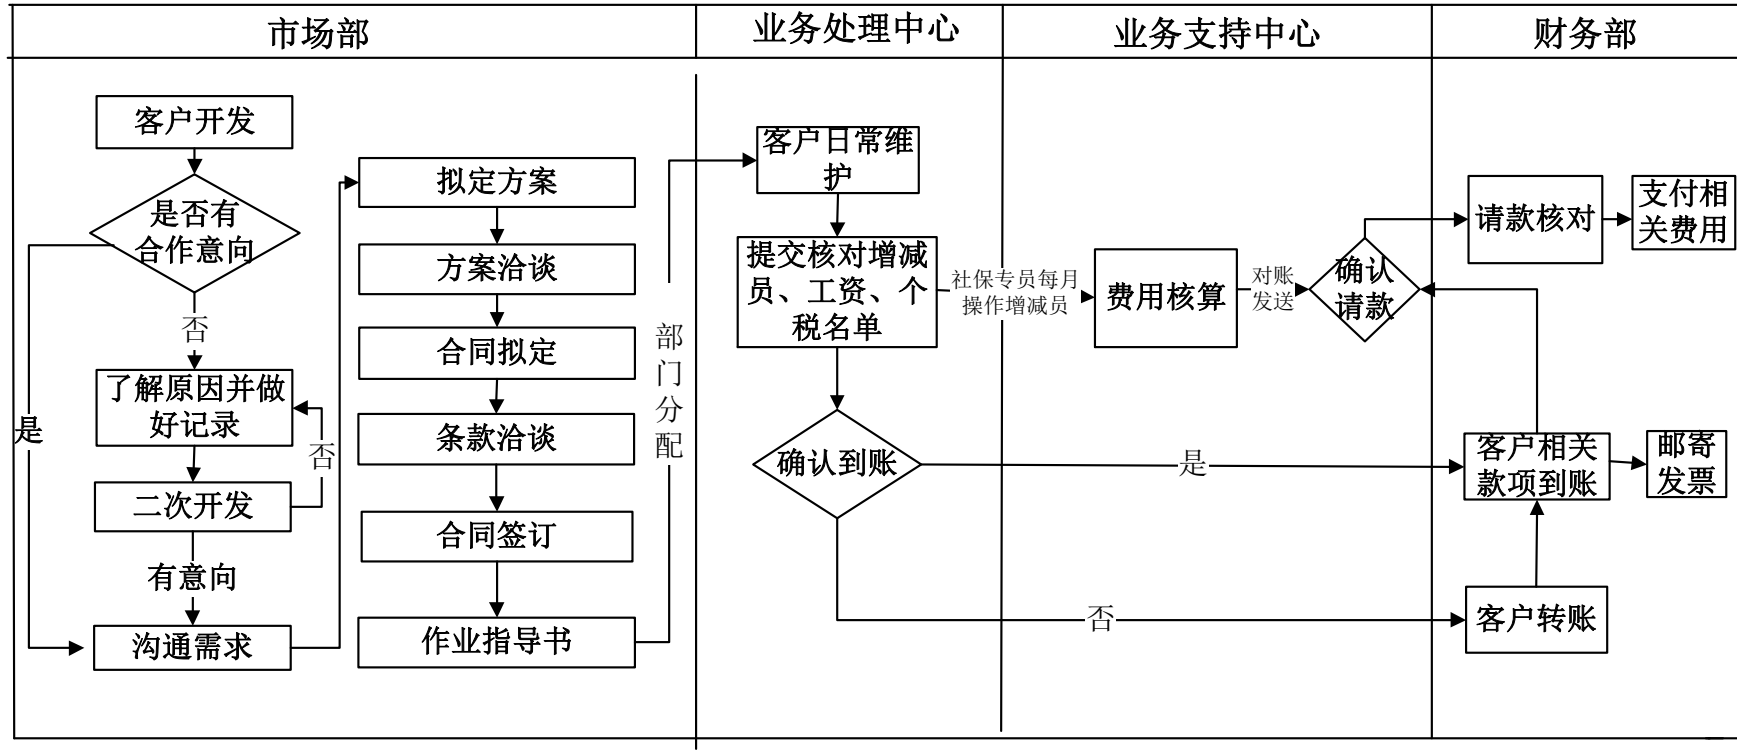 市场部
业务处理中心
业务支持中心
财务部
客户开发
是否有
合作意向
否
是
了解原因并做
好记录
否
二次开发
有意向
沟通需求
拟定方案
方案洽谈
合同拟定
条款洽谈
合同签订
作业指导书
部
门
分
配
客户日常维
护
提交核对增减
员、工资、个
税名单
社保专员每月
操作增减员
确认到账
是
否
费用核算
对账
发送
确认
请款
请款核对
支付相
关费用
客户相关
款项到账
邮寄
发票
客户转账